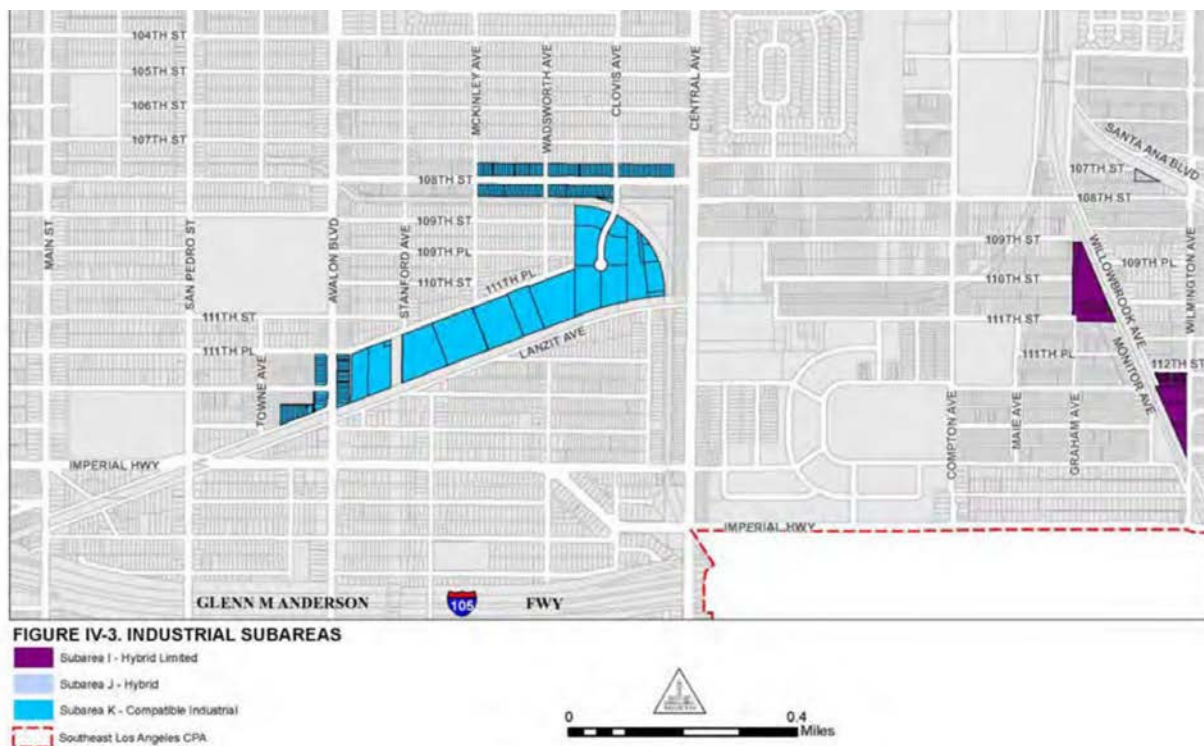 104TH ST
105TH ST
106TH ST
107TH ST
MCKINLEY AVE
WADSWORTH AVE
CLOVIS AVE
CENTRAL AVE
SANTA ANA BLVD
107TH ST
108TH ST
108TH ST
MAIN ST
SAN PEDRO ST
AVALON BLVD
STANFORD AVE
109TH ST
109TH PL
110TH ST
111TH PL
109TH ST
110TH ST
111TH ST
109TH PL
WILLOWBROOK AVE
WILMINGTON AVE
111TH ST
111TH PL
TOWNE AVE
LANZIT AVE
111TH PL
112TH ST
MONITOR AVE
COMPTON AVE
MAIE AVE
GRAHAM AVE
IMPERIAL HWY
IMPERIAL HWY
GLENN M ANDERSON 105 FWY
FIGURE IV-3. INDUSTRIAL SUBAREAS
Subarea I - Hybrid Limited
Subarea J - Hybrid
Subarea K - Compatible Industrial
Southeast Los Angeles CPA
NORTH
0 0.4
Miles